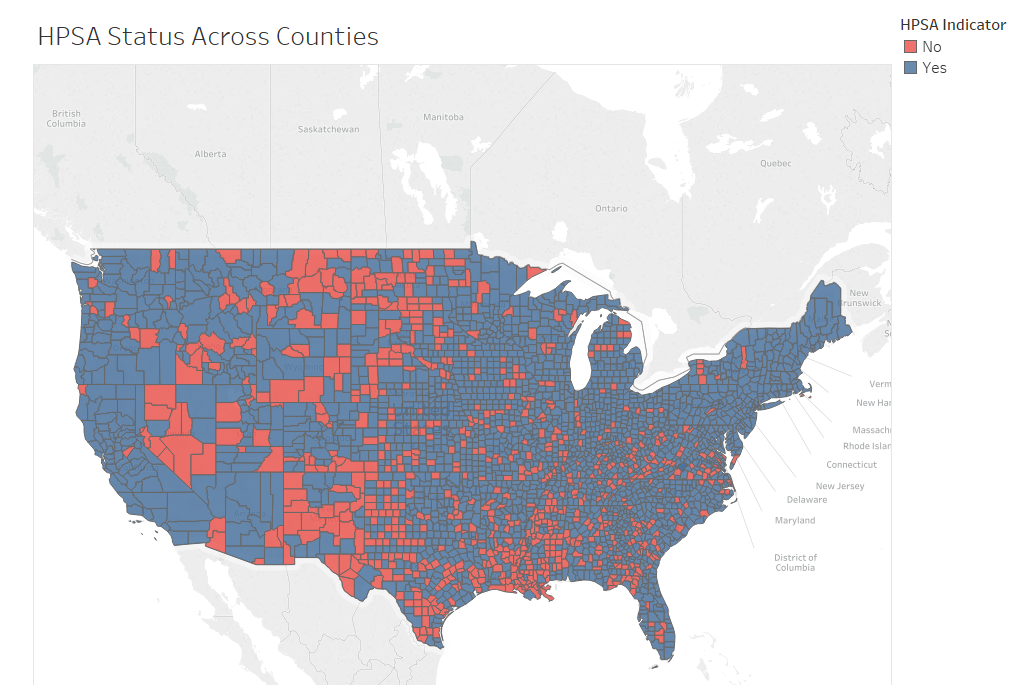 HPSA Status Across Counties
HPSA Indicator
No
Yes
British
Columbia
Alberta
Saskatchewan
Manitoba
Ontario
Quebec
New
Brunswick
N
S
Verm
New Ha
Massach
Rhode Islan
Connecticut
New Jersey
Delaware
Maryland
District of
Columbia